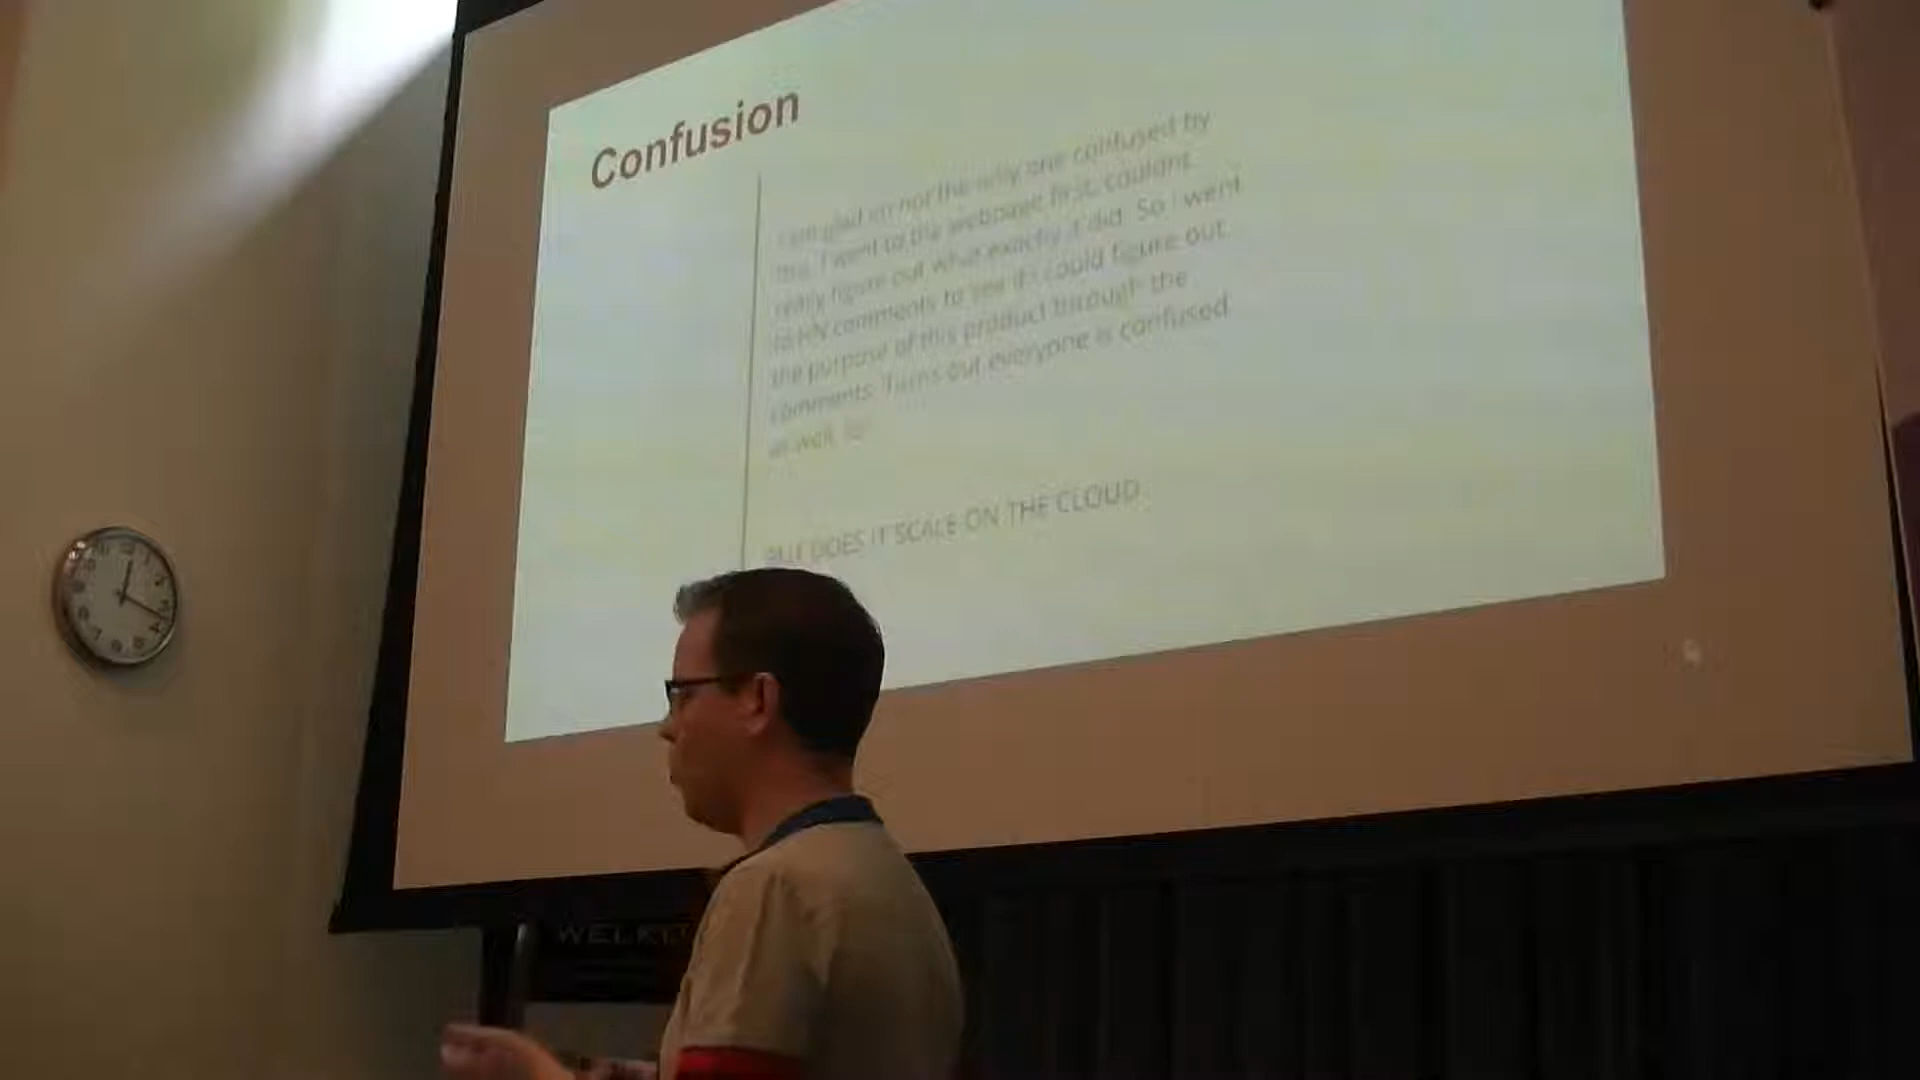 Confusion
I am glad im not the only one confused by
this. I went to the webpage first, couldnt
really figure out what exactly it did. So I went
to HN comments to see if i could figure out
the purpose of this product through the
comments. Turns out everyone is confused
as well. lol
BUT DOES IT SCALE ON THE CLOUD